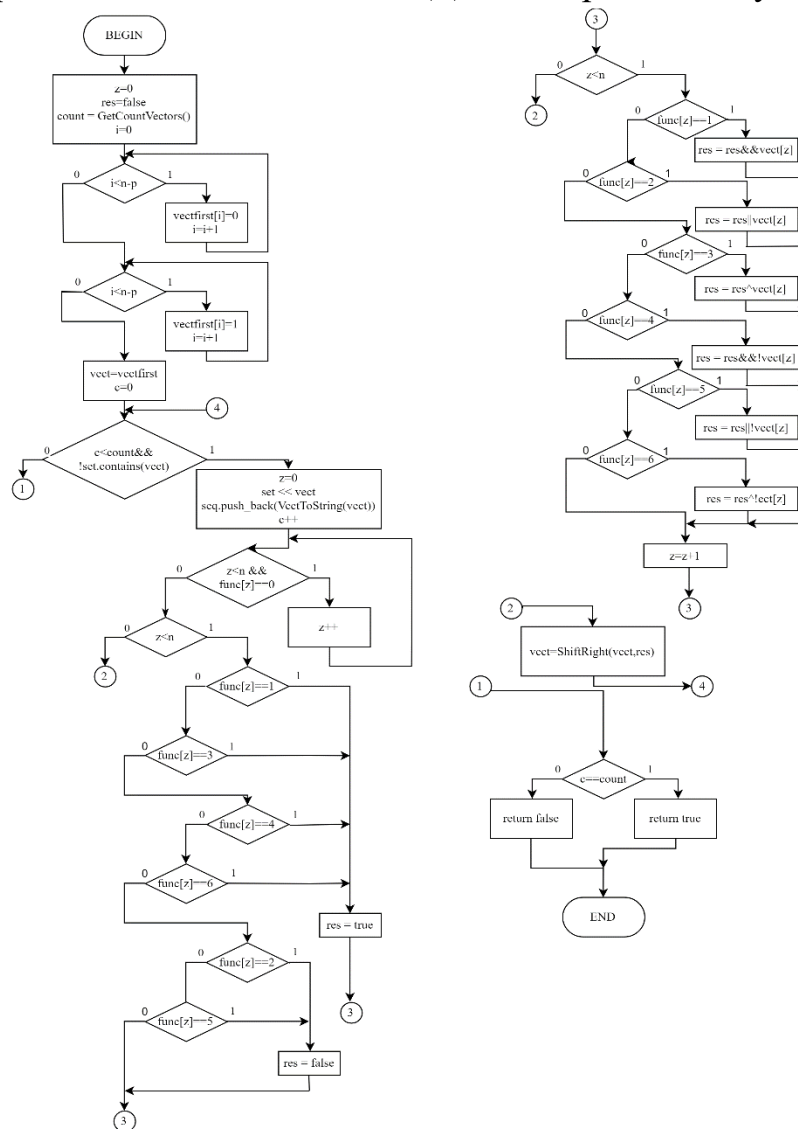 BEGIN
z=0
res=false
count = GetCountVectors()
i=0
i<n-p
0
1
vectfirst[i]=0
i=i+1
i<n-p
0
1
vectfirst[i]=1
i=i+1
vect=vectfirst
c=0
4
c<count&&
!set.contains(vect)
0
1
1
z=0
set << vect
seq.push_back(VectToString(vect))
c++
z<n &&
func[z]==0
0
1
z++
z<n
0
1
2
func[z]==1
0
1
func[z]==3
0
1
func[z]==4
0
1
func[z]==6
0
1
res = true
func[z]==2
0
1
3
func[z]==5
0
1
res = false
3
3
z<n
0
1
2
func[z]==1
0
1
res = res&&vect[z]
func[z]==2
0
1
res = res||vect[z]
func[z]==3
0
1
res = res^vect[z]
func[z]==4
0
1
res = res&&!vect[z]
func[z]==5
0
1
res = res||!vect[z]
func[z]==6
0
1
res = res^!ect[z]
z=z+1
3
2
vect=ShiftRight(vect,res)
1
4
c==count
0
1
return false
return true
END